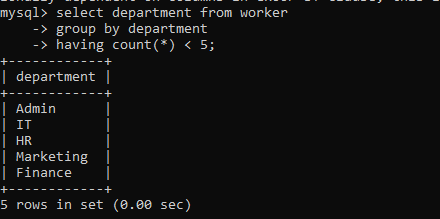 mysql> select department from worker
-> group by department
-> having count(*) < 5;
+------------+
| department |
+------------+
| Admin      |
| IT         |
| HR         |
| Marketing  |
| Finance    |
+------------+
5 rows in set (0.00 sec)